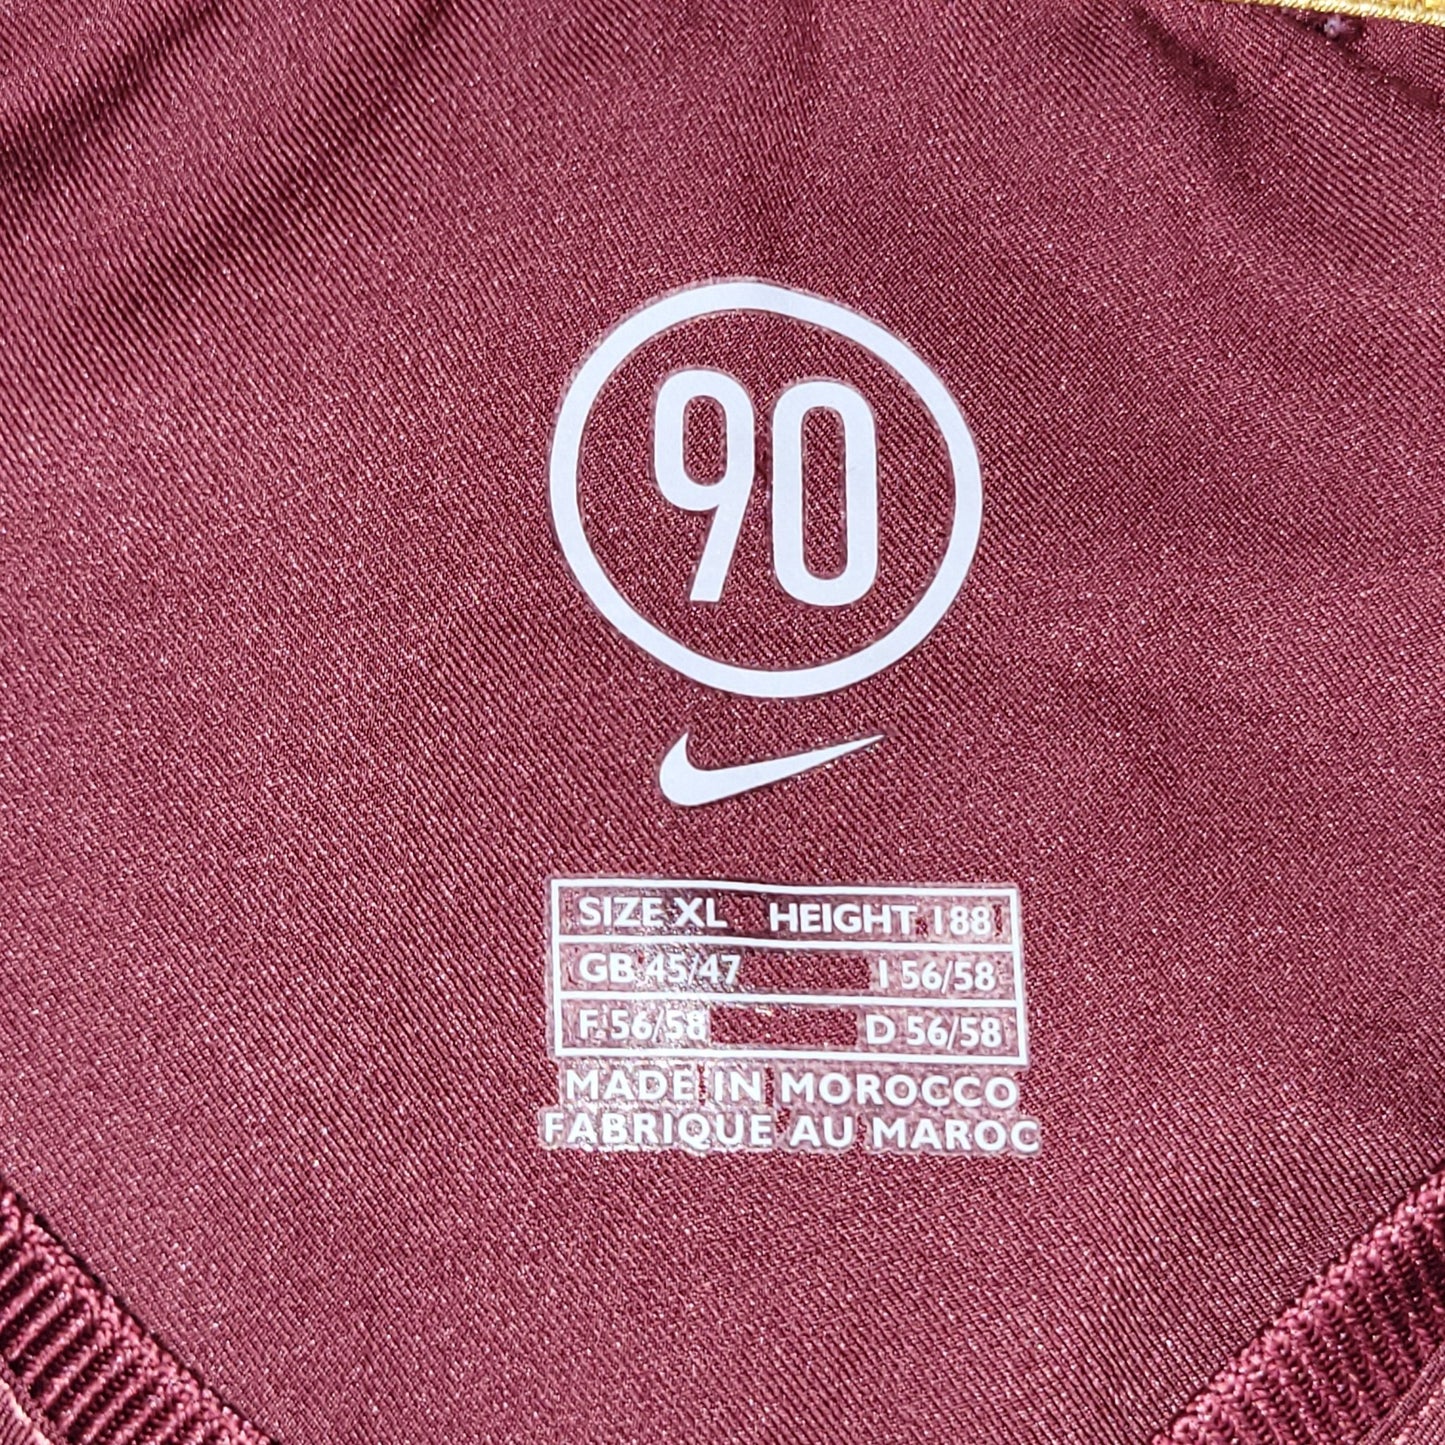 90
SIZE XL HEIGHT 188
GB 45/47 I 56/58
F 56/58 D 56/58
MADE IN MOROCCO
FABRIQUE AU MAROC